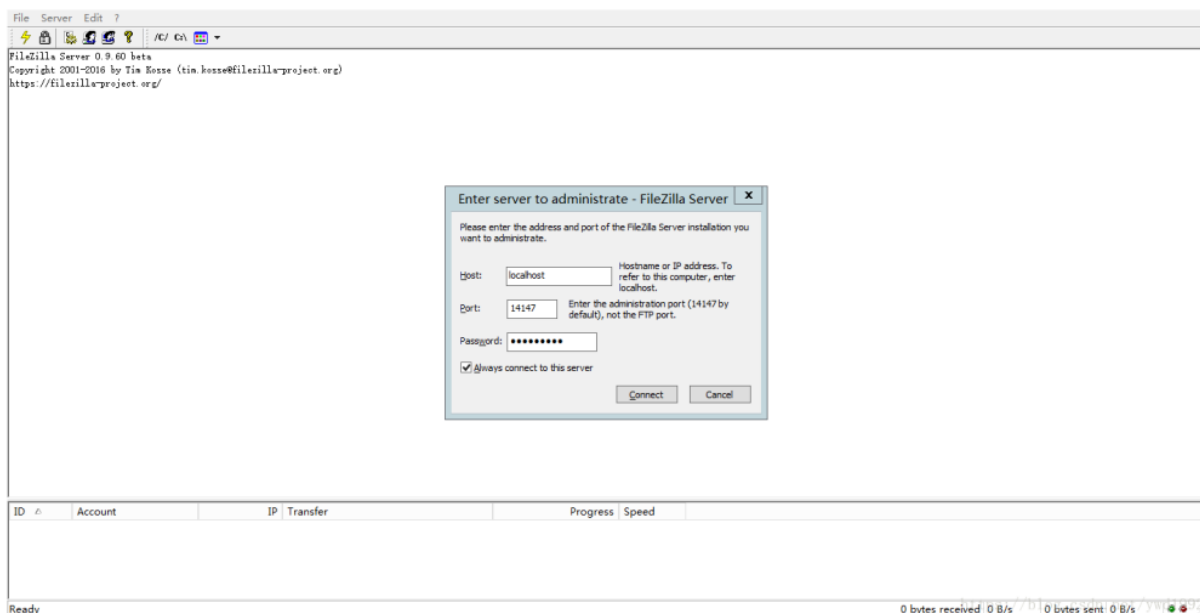 File Server Edit ?
/C/ C:\
FileZilla Server 0.9.60 beta
Copyright 2001-2016 by Tim Kosse (tim.kosse@filezilla-project.org)
https://filezilla-project.org/
Enter server to administrate - FileZilla Server
Please enter the address and port of the FileZilla Server installation you
want to administrate.
Host: localhost
Hostname or IP address. To
refer to this computer, enter
localhost.
Port: 14147
Enter the administration port (14147 by
default), not the FTP port.
Password: •••••••••
Always connect to this server
Connect Cancel
ID Account IP Transfer Progress Speed
Ready 0 bytes received 0 B/s 0 bytes sent 0 B/s